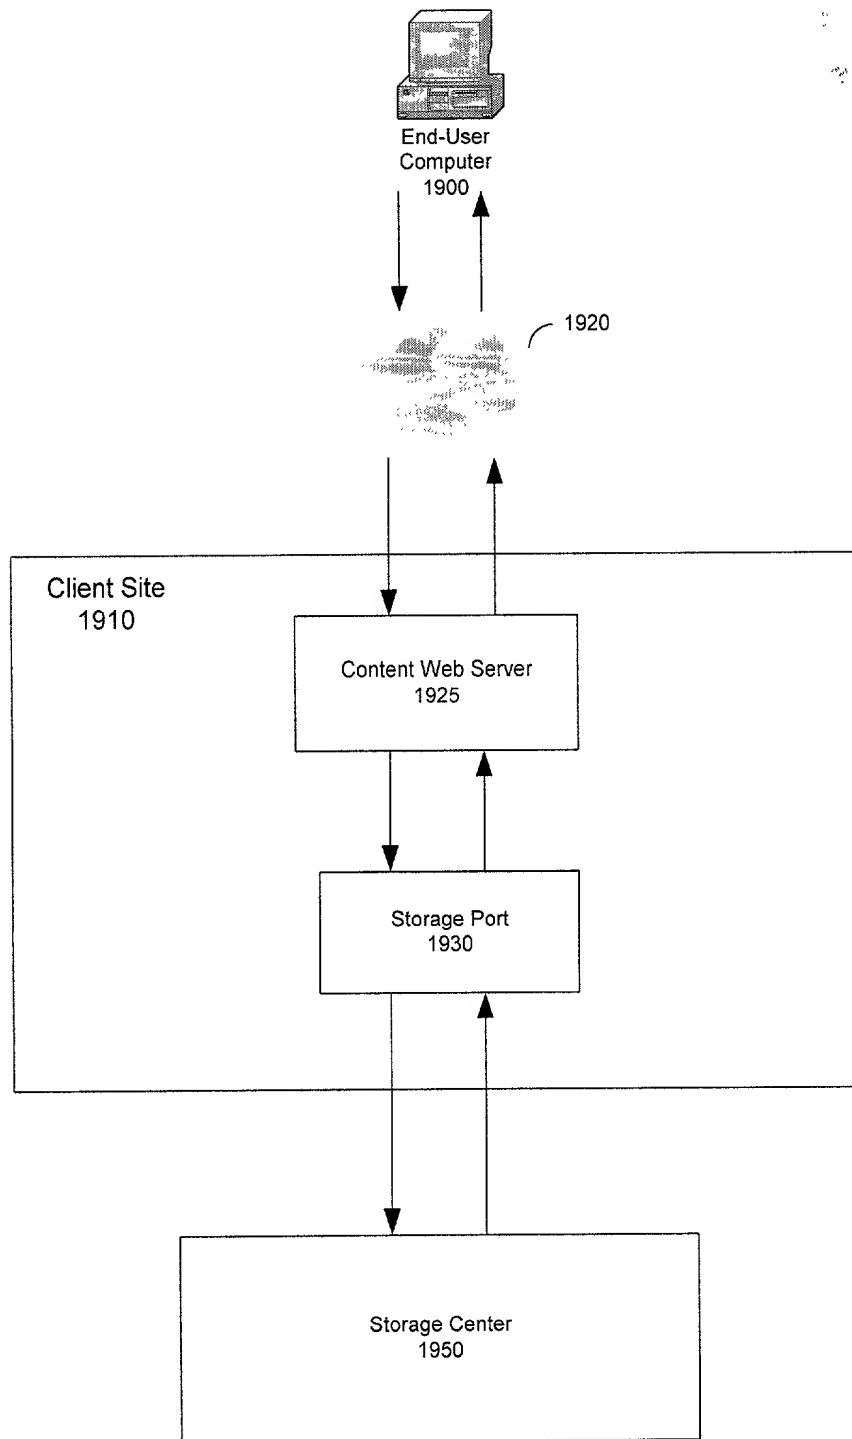 End-User
Computer
1900
1920
Client Site
1910
Content Web Server
1925
Storage Port
1930
Storage Center
1950